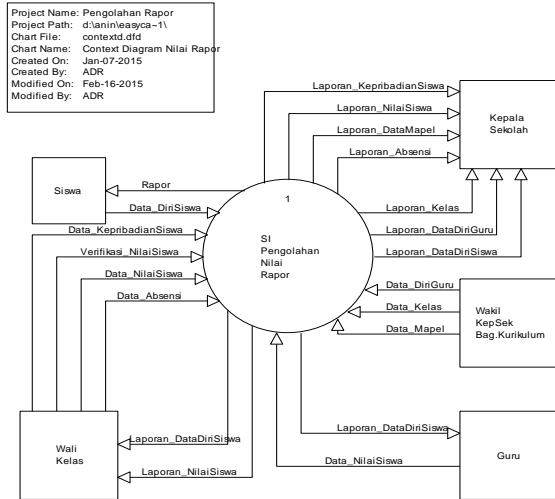 Project Name: Pengolahan Rapor
Project Path: d:\anin\easyca~1\
Chart File: contextd.dfd
Chart Name: Context Diagram Nilai Rapor
Created On: Jan-07-2015
Created By: ADR
Modified On: Feb-16-2015
Modified By: ADR
Laporan_KepribadianSiswa
Laporan_NilaiSiswa
Laporan_DataMapel
Laporan_Absensi
Kepala
Sekolah
Siswa
Rapor
Data_DiriSiswa
1
SI
Pengolahan
Nilai
Rapor
Laporan_Kelas
Laporan_DataDiriGuru
Laporan_DataDiriSiswa
Data_KepribadianSiswa
Verifikasi_NilaiSiswa
Data_NilaiSiswa
Data_Absensi
Data_DiriGuru
Data_Kelas
Data_Mapel
Wakil
KepSek
Bag.Kurikulum
Wali
Kelas
Laporan_DataDiriSiswa
Laporan_NilaiSiswa
Laporan_DataDiriSiswa
Data_NilaiSiswa
Guru